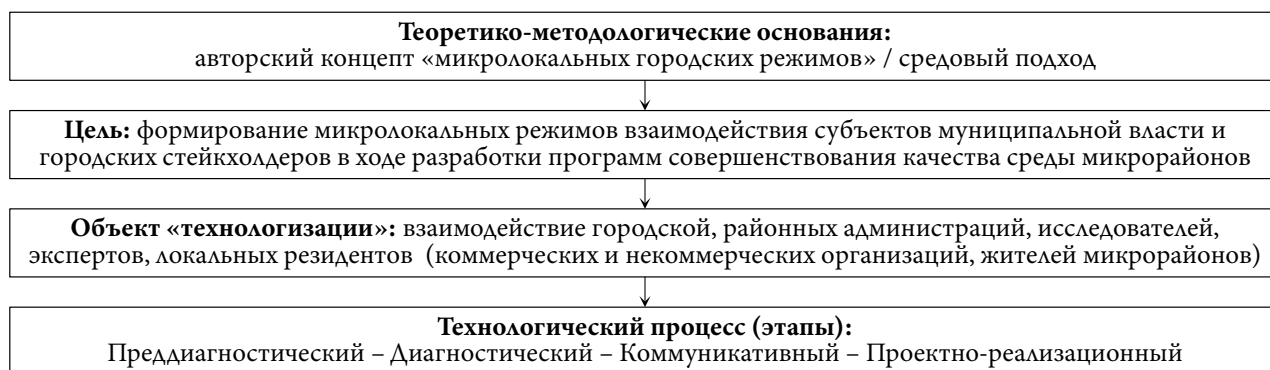 Теоретико-методологические основания:
авторский концепт «микролокальных городских режимов» / средовый подход
Цель: формирование микролокальных режимов взаимодействия субъектов муниципальной власти и
городских стейкхолдеров в ходе разработки программ совершенствования качества среды микрорайонов
Объект «технологизации»: взаимодействие городской, районных администраций, исследователей,
экспертов, локальных резидентов (коммерческих и некоммерческих организаций, жителей микрорайонов)
Технологический процесс (этапы):
Преддиагностический – Диагностический – Коммуникативный – Проектно-реализационный